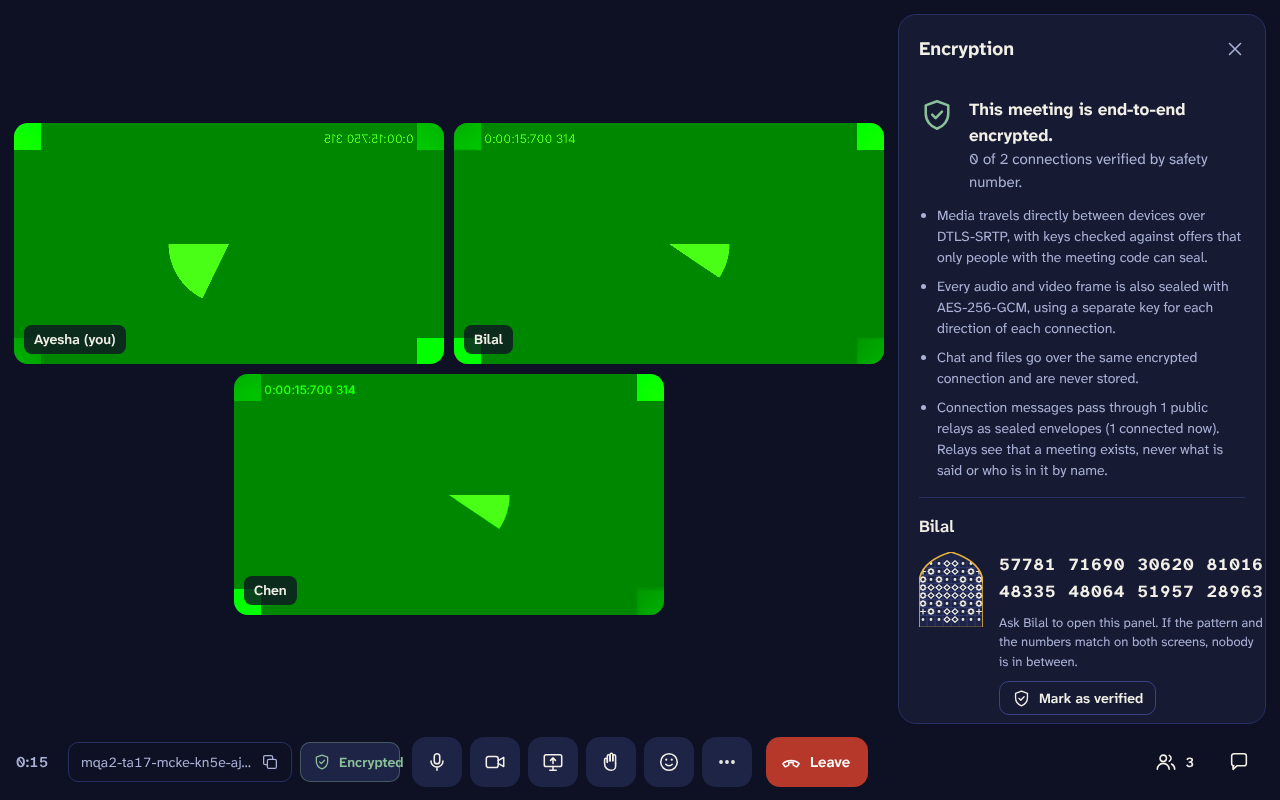 0:00:15:750 315
Ayesha (you)
0:00:15:700 314
Bilal
0:00:15:700 314
Chen
Encryption
This meeting is end-to-end
encrypted.
0 of 2 connections verified by safety
number.
Media travels directly between devices over
DTLS-SRTP, with keys checked against offers that
only people with the meeting code can seal.
Every audio and video frame is also sealed with
AES-256-GCM, using a separate key for each
direction of each connection.
Chat and files go over the same encrypted
connection and are never stored.
Connection messages pass through 1 public
relays as sealed envelopes (1 connected now).
Relays see that a meeting exists, never what is
said or who is in it by name.
Bilal
57781 71690 30620 81016
48335 48064 51957 28963
Ask Bilal to open this panel. If the pattern and
the numbers match on both screens, nobody
is in between.
Mark as verified
0:15
mqa2-ta17-mcke-kn5e-aj...
Encrypted
Leave
3